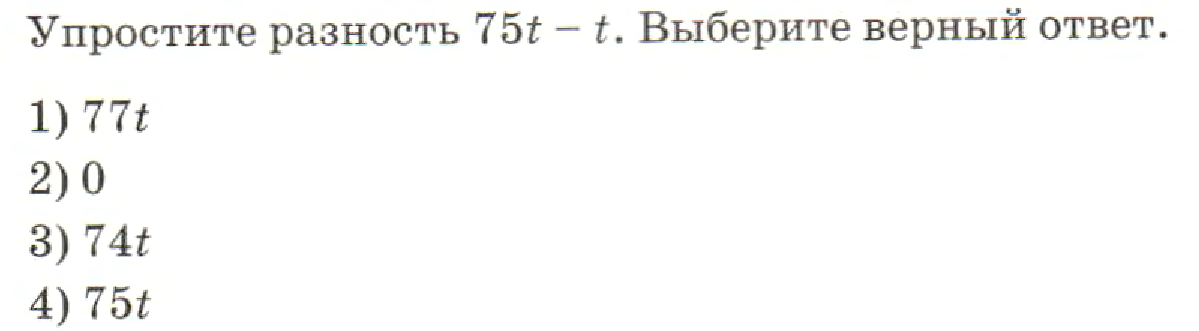 Упростите разность 75t – t. Выберите верный ответ.
1) 77t
2) 0
3) 74t
4) 75t